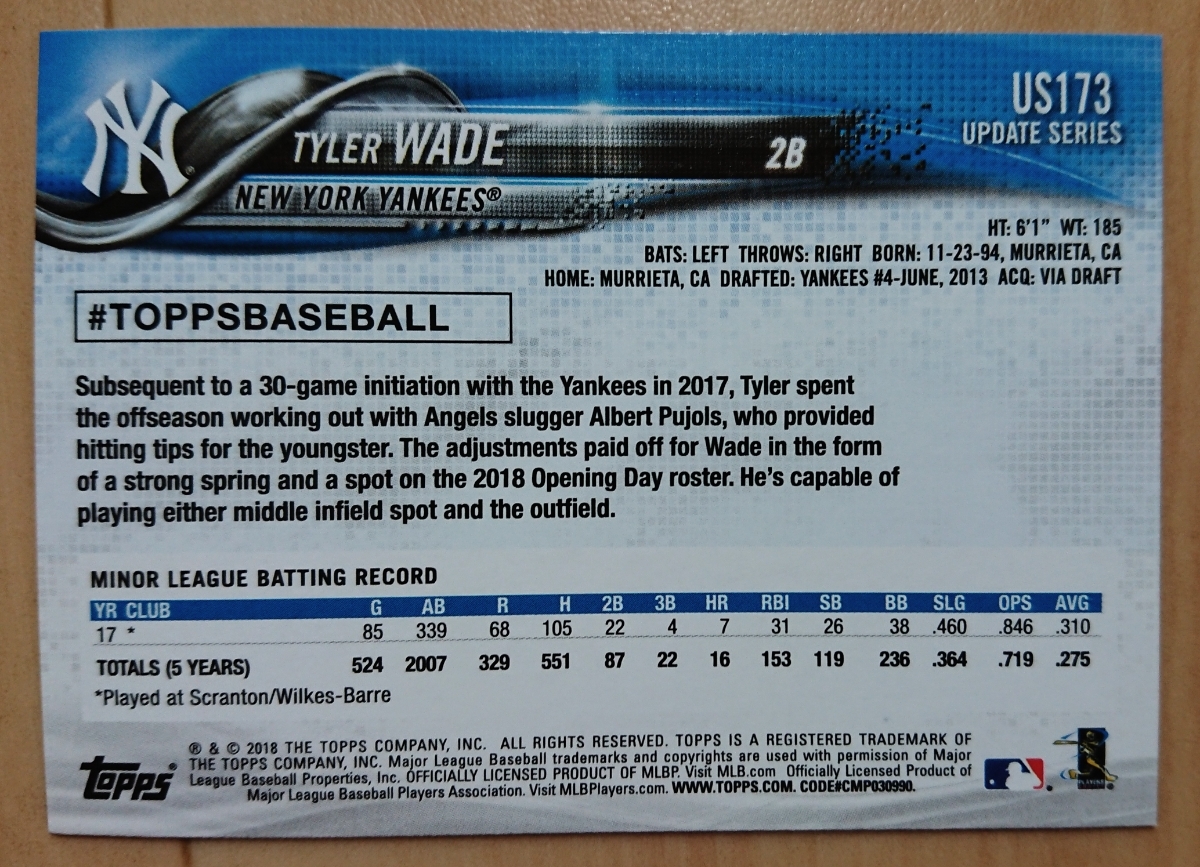 NY
TYLER WADE 2B
NEW YORK YANKEES®
US173
UPDATE SERIES
HT: 6'1" WT: 185
BATS: LEFT THROWS: RIGHT BORN: 11-23-94, MURRIETA, CA
HOME: MURRIETA, CA DRAFTED: YANKEES #4-JUNE, 2013 ACQ: VIA DRAFT
#TOPPSBASEBALL
Subsequent to a 30-game initiation with the Yankees in 2017, Tyler spent
the offseason working out with Angels slugger Albert Pujols, who provided
hitting tips for the youngster. The adjustments paid off for Wade in the form
of a strong spring and a spot on the 2018 Opening Day roster. He's capable of
playing either middle infield spot and the outfield.
MINOR LEAGUE BATTING RECORD
YR CLUB G AB R H 2B 3B HR RBI SB BB SLG OPS AVG
17 * 85 339 68 105 22 4 7 31 26 38 .460 .846 .310
TOTALS (5 YEARS) 524 2007 329 551 87 22 16 153 119 236 .364 .719 .275
*Played at Scranton/Wilkes-Barre
Topps®
® & © 2018 THE TOPPS COMPANY, INC. ALL RIGHTS RESERVED. TOPPS IS A REGISTERED TRADEMARK OF
THE TOPPS COMPANY, INC. Major League Baseball trademarks and copyrights are used with permission of Major
League Baseball Properties, Inc. OFFICIALLY LICENSED PRODUCT OF MLBP. Visit MLB.com Officially Licensed Product of
Major League Baseball Players Association. Visit MLBPlayers.com. WWW.TOPPS.COM. CODE#CMP030990.